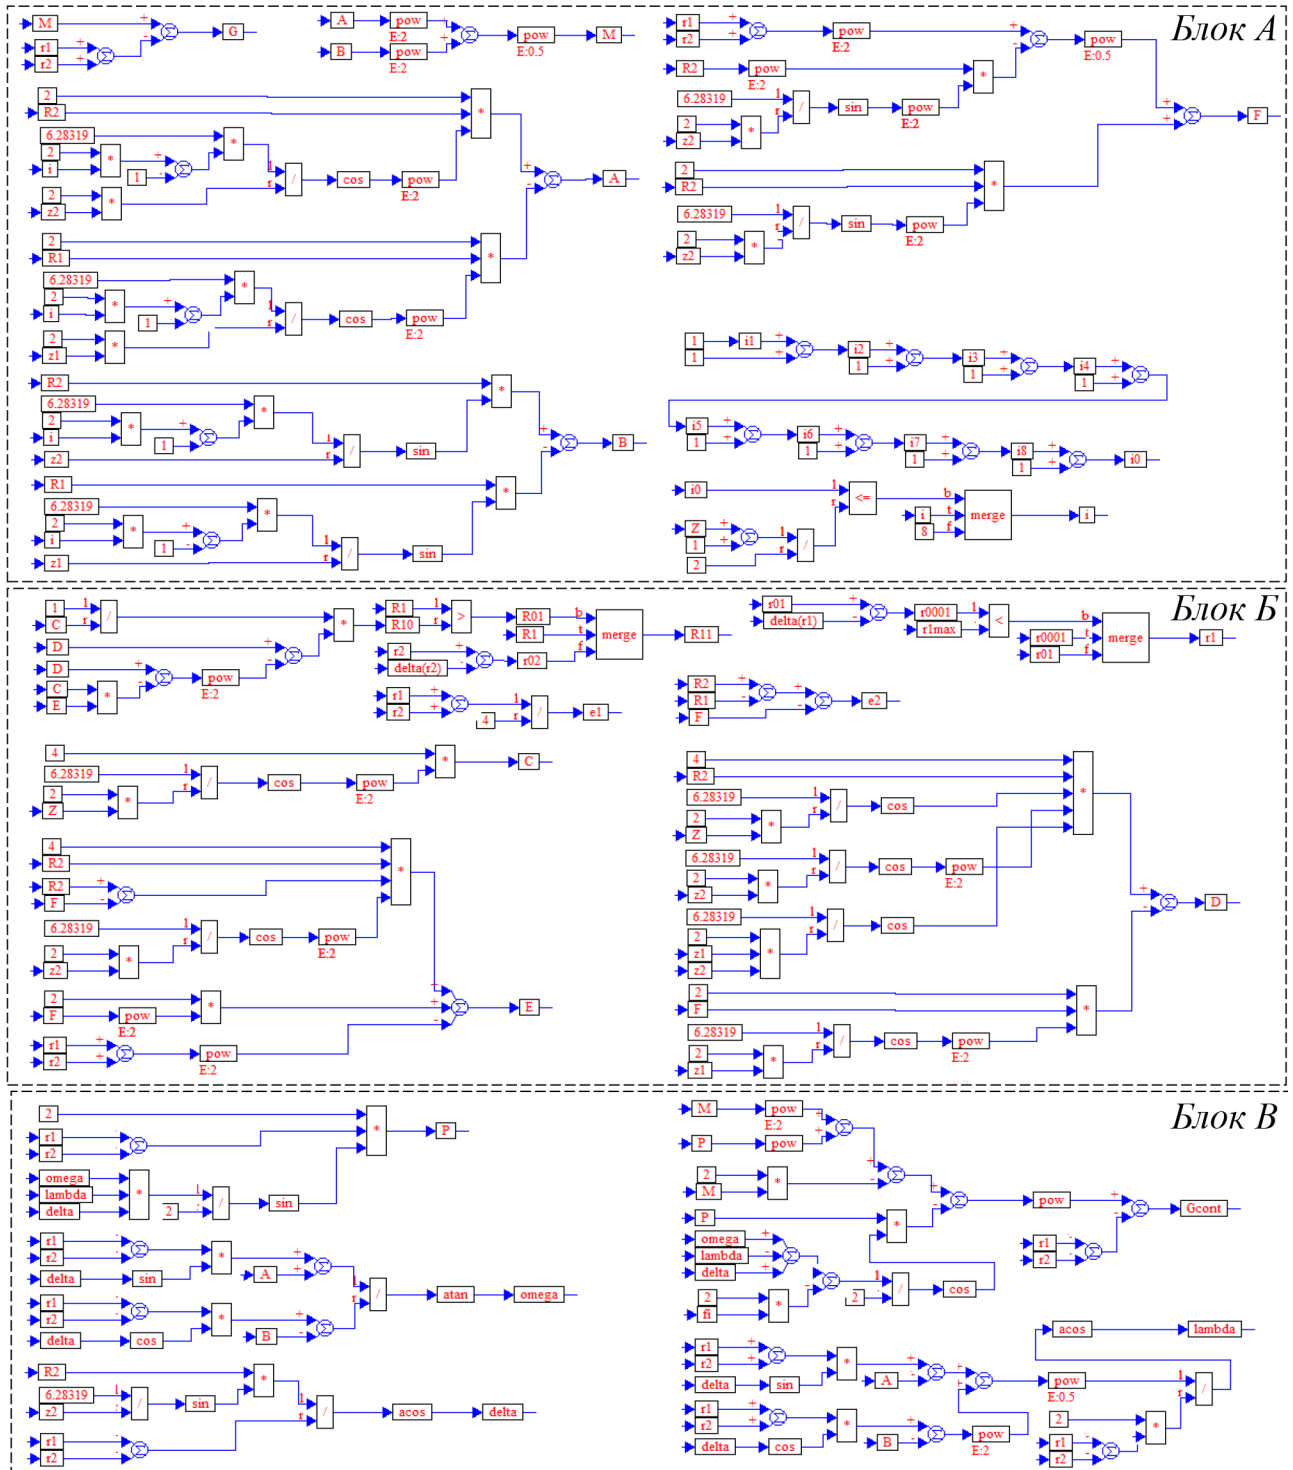 Блок А
M
+
-
G
r1
+
r2
+
A
pow
E:2
+
B
pow
E:2
+
pow
E:0.5
M
r1
+
r2
+
pow
E:2
+
-
pow
E:0.5
R2
pow
E:2
*
6.28319
l
/
sin
pow
E:2
2
z2
*
r
+
+
F
2
R2
*
6.28319
l
/
sin
pow
E:2
2
z2
*
r
2
R2
*
6.28319
*
2
i
*
+
1
-
l
/
cos
pow
E:2
2
z2
*
r
+
-
A
2
R1
*
6.28319
*
2
i
*
+
1
-
l
/
cos
pow
E:2
2
z1
*
r
R2
*
6.28319
*
2
i
*
+
1
-
l
/
sin
z2
r
+
-
B
R1
*
6.28319
*
2
i
*
+
1
-
l
/
sin
z1
r
1
i1
+
1
+
i2
+
1
+
i3
+
1
+
i4
+
1
+
i5
+
1
+
i6
+
1
+
i7
+
1
+
i8
+
1
+
i0
i0
l
<=
Z
+
1
+
l
/
2
r
r
b
i
t
merge
8
f
i
Блок Б
1
l
/
C
r
*
D
+
-
D
+
-
pow
E:2
C
*
E
R1
l
>
R10
r
R01
b
R1
t
merge
f
R11
r2
delta(r2)
r02
r1
+
r2
+
l
/
4
r
e1
r01
+
delta(r1)
-
r0001
l
<
r1max
b
r0001
t
merge
r01
f
r1
R2
+
R1
-
+
F
-
e2
4
*
6.28319
l
/
cos
pow
E:2
2
Z
*
r
C
4
R2
*
R2
+
F
-
6.28319
l
/
cos
pow
E:2
2
z2
*
r
2
*
F
pow
E:2
r1
+
r2
+
pow
E:2
+
+
-
E
4
R2
*
6.28319
l
/
cos
2
Z
*
r
6.28319
l
/
cos
pow
E:2
2
z2
*
r
6.28319
l
/
cos
2
z1
z2
*
r
+
-
D
2
F
*
6.28319
l
/
cos
pow
E:2
2
z1
*
r
Блок В
2
*
P
r1
r2
omega
lambda
delta
*
/
sin
2
r1
r2
*
delta
sin
A
+
+
r1
r2
*
delta
cos
B
+
-
/
r
atan
omega
R2
*
6.28319
l
/
sin
z2
r
l
/
r
acos
delta
r1
-
r2
-
M
pow
E:2
+
P
pow
+
+
-
2
M
*
+
-
P
*
omega
+
lambda
-
delta
+
2
fi
*
-
l
/
cos
2
pow
+
-
Gcont
r1
-
r2
-
r1
+
r2
+
*
delta
sin
A
+
-
r1
+
r2
+
*
delta
cos
B
+
-
pow
E:2
+
+
pow
E:0.5
l
/
r
2
*
r1
-
r2
-
acos
lambda